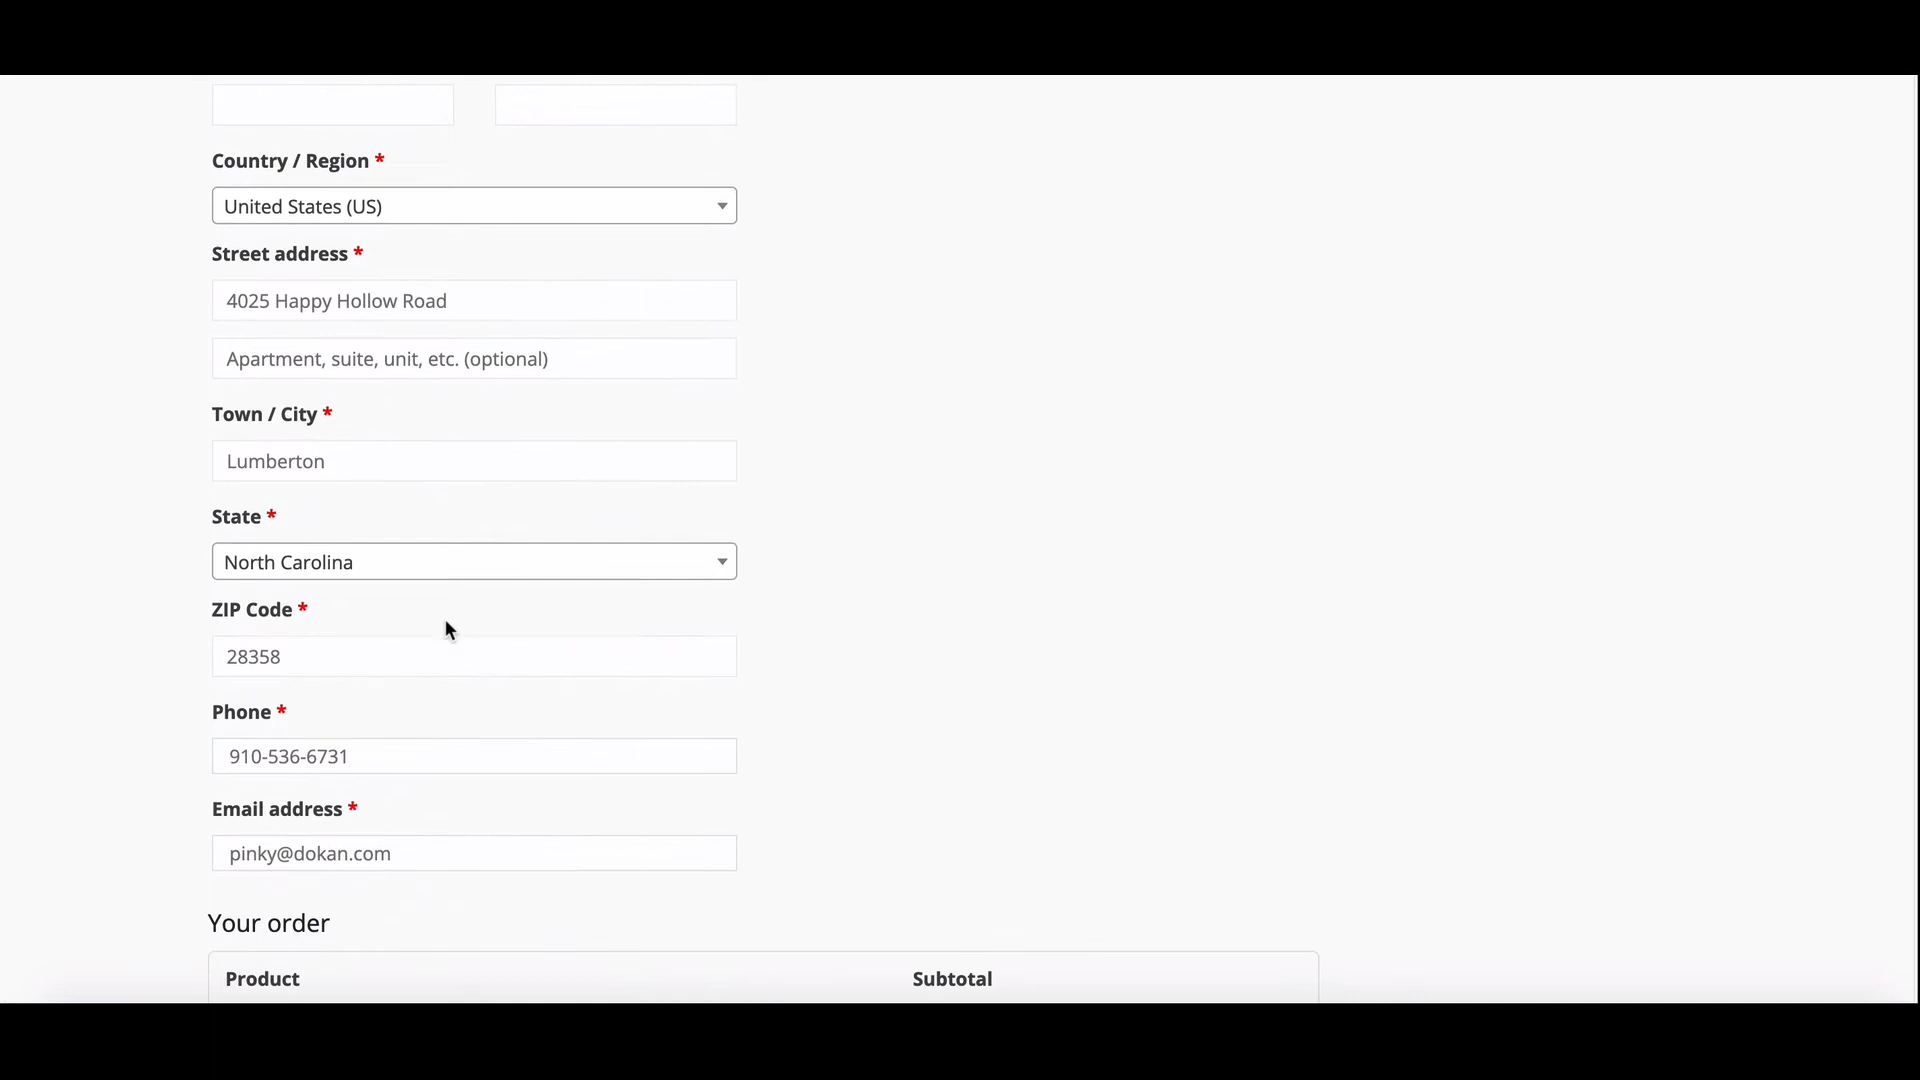 Country / Region *
United States (US)
Street address *
4025 Happy Hollow Road
Apartment, suite, unit, etc. (optional)
Town / City *
Lumberton
State *
North Carolina
ZIP Code *
28358
Phone *
910-536-6731
Email address *
pinky@dokan.com
Your order
Product Subtotal